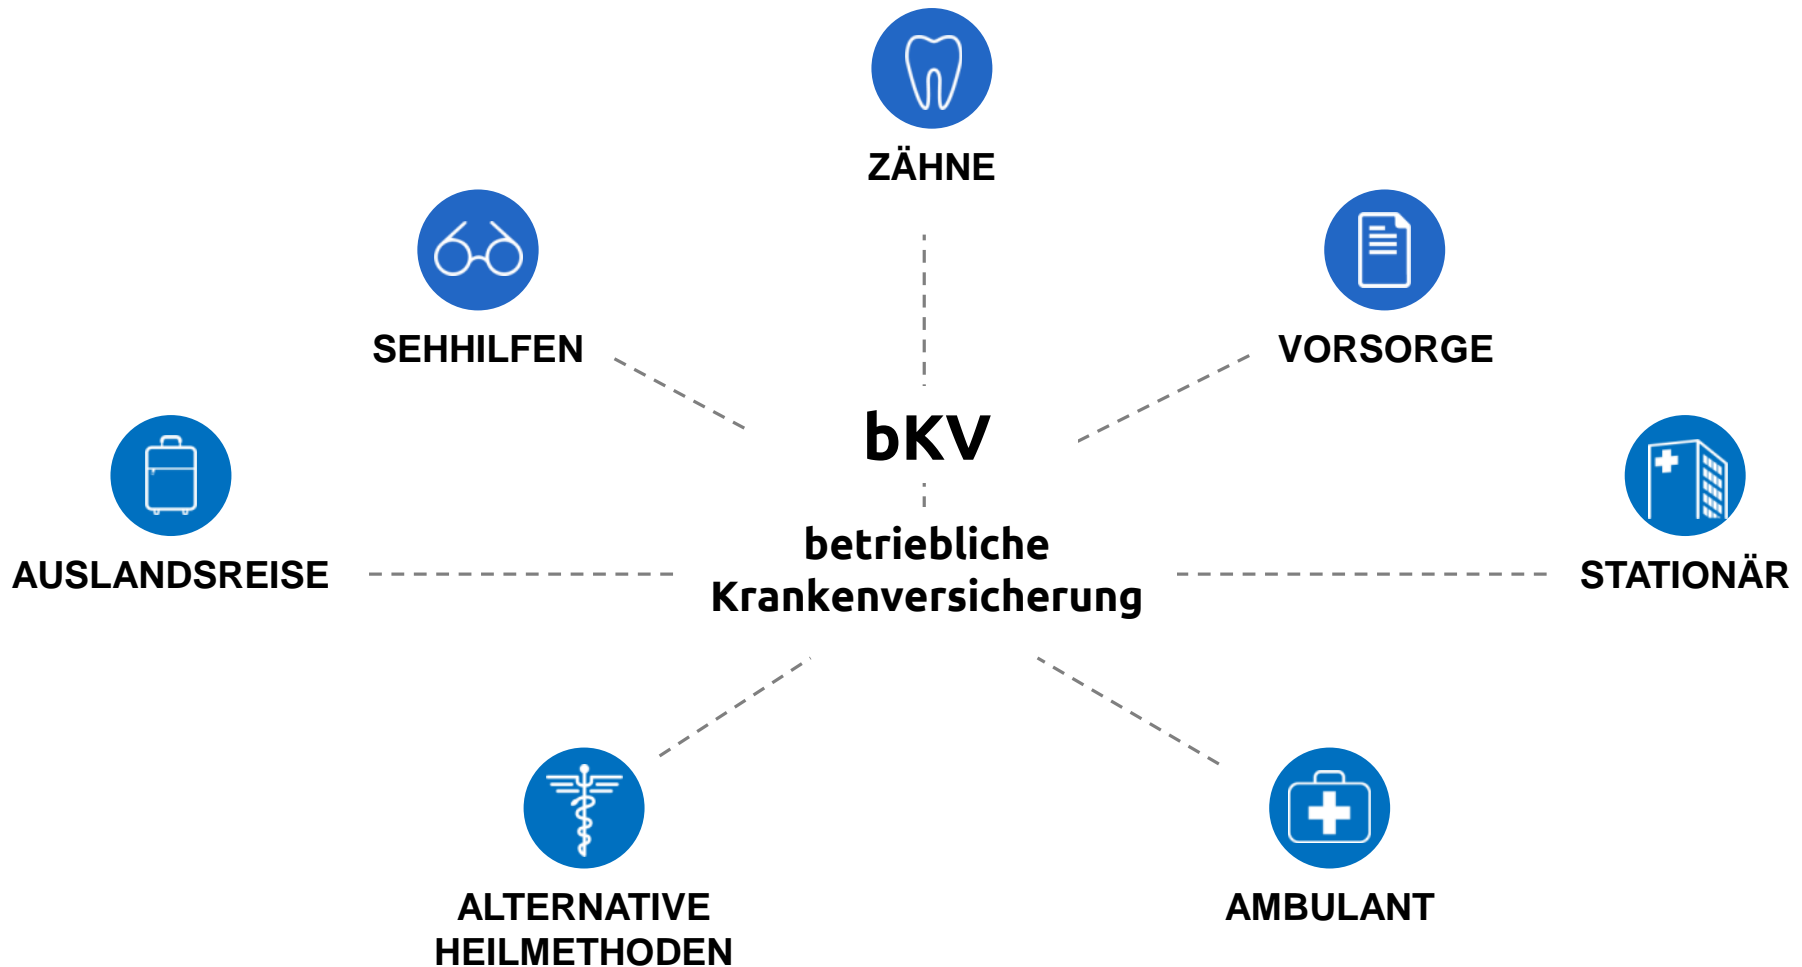 ZÄHNE
SEHHILFEN
VORSORGE
bKV
betriebliche
Krankenversicherung
AUSLANDSREISE
STATIONÄR
ALTERNATIVE
HEILMETHODEN
AMBULANT